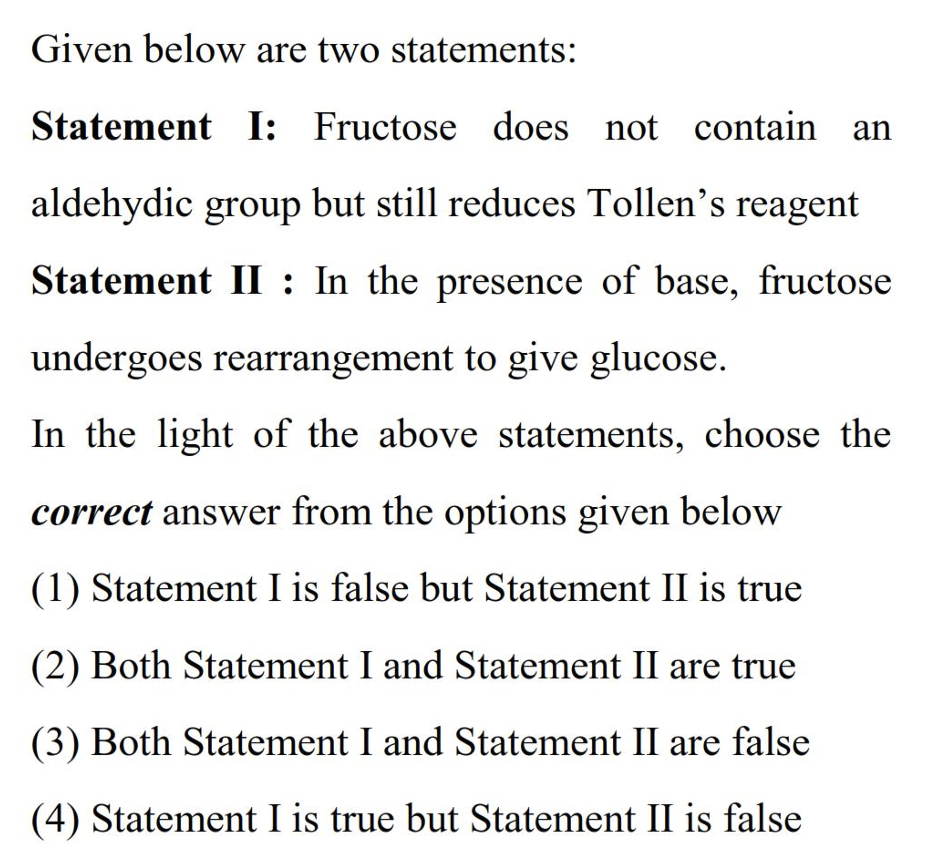 Given below are two statements:
Statement I: Fructose does not contain an
aldehydic group but still reduces Tollen’s reagent
Statement II : In the presence of base, fructose
undergoes rearrangement to give glucose.
In the light of the above statements, choose the
correct answer from the options given below
(1) Statement I is false but Statement II is true
(2) Both Statement I and Statement II are true
(3) Both Statement I and Statement II are false
(4) Statement I is true but Statement II is false